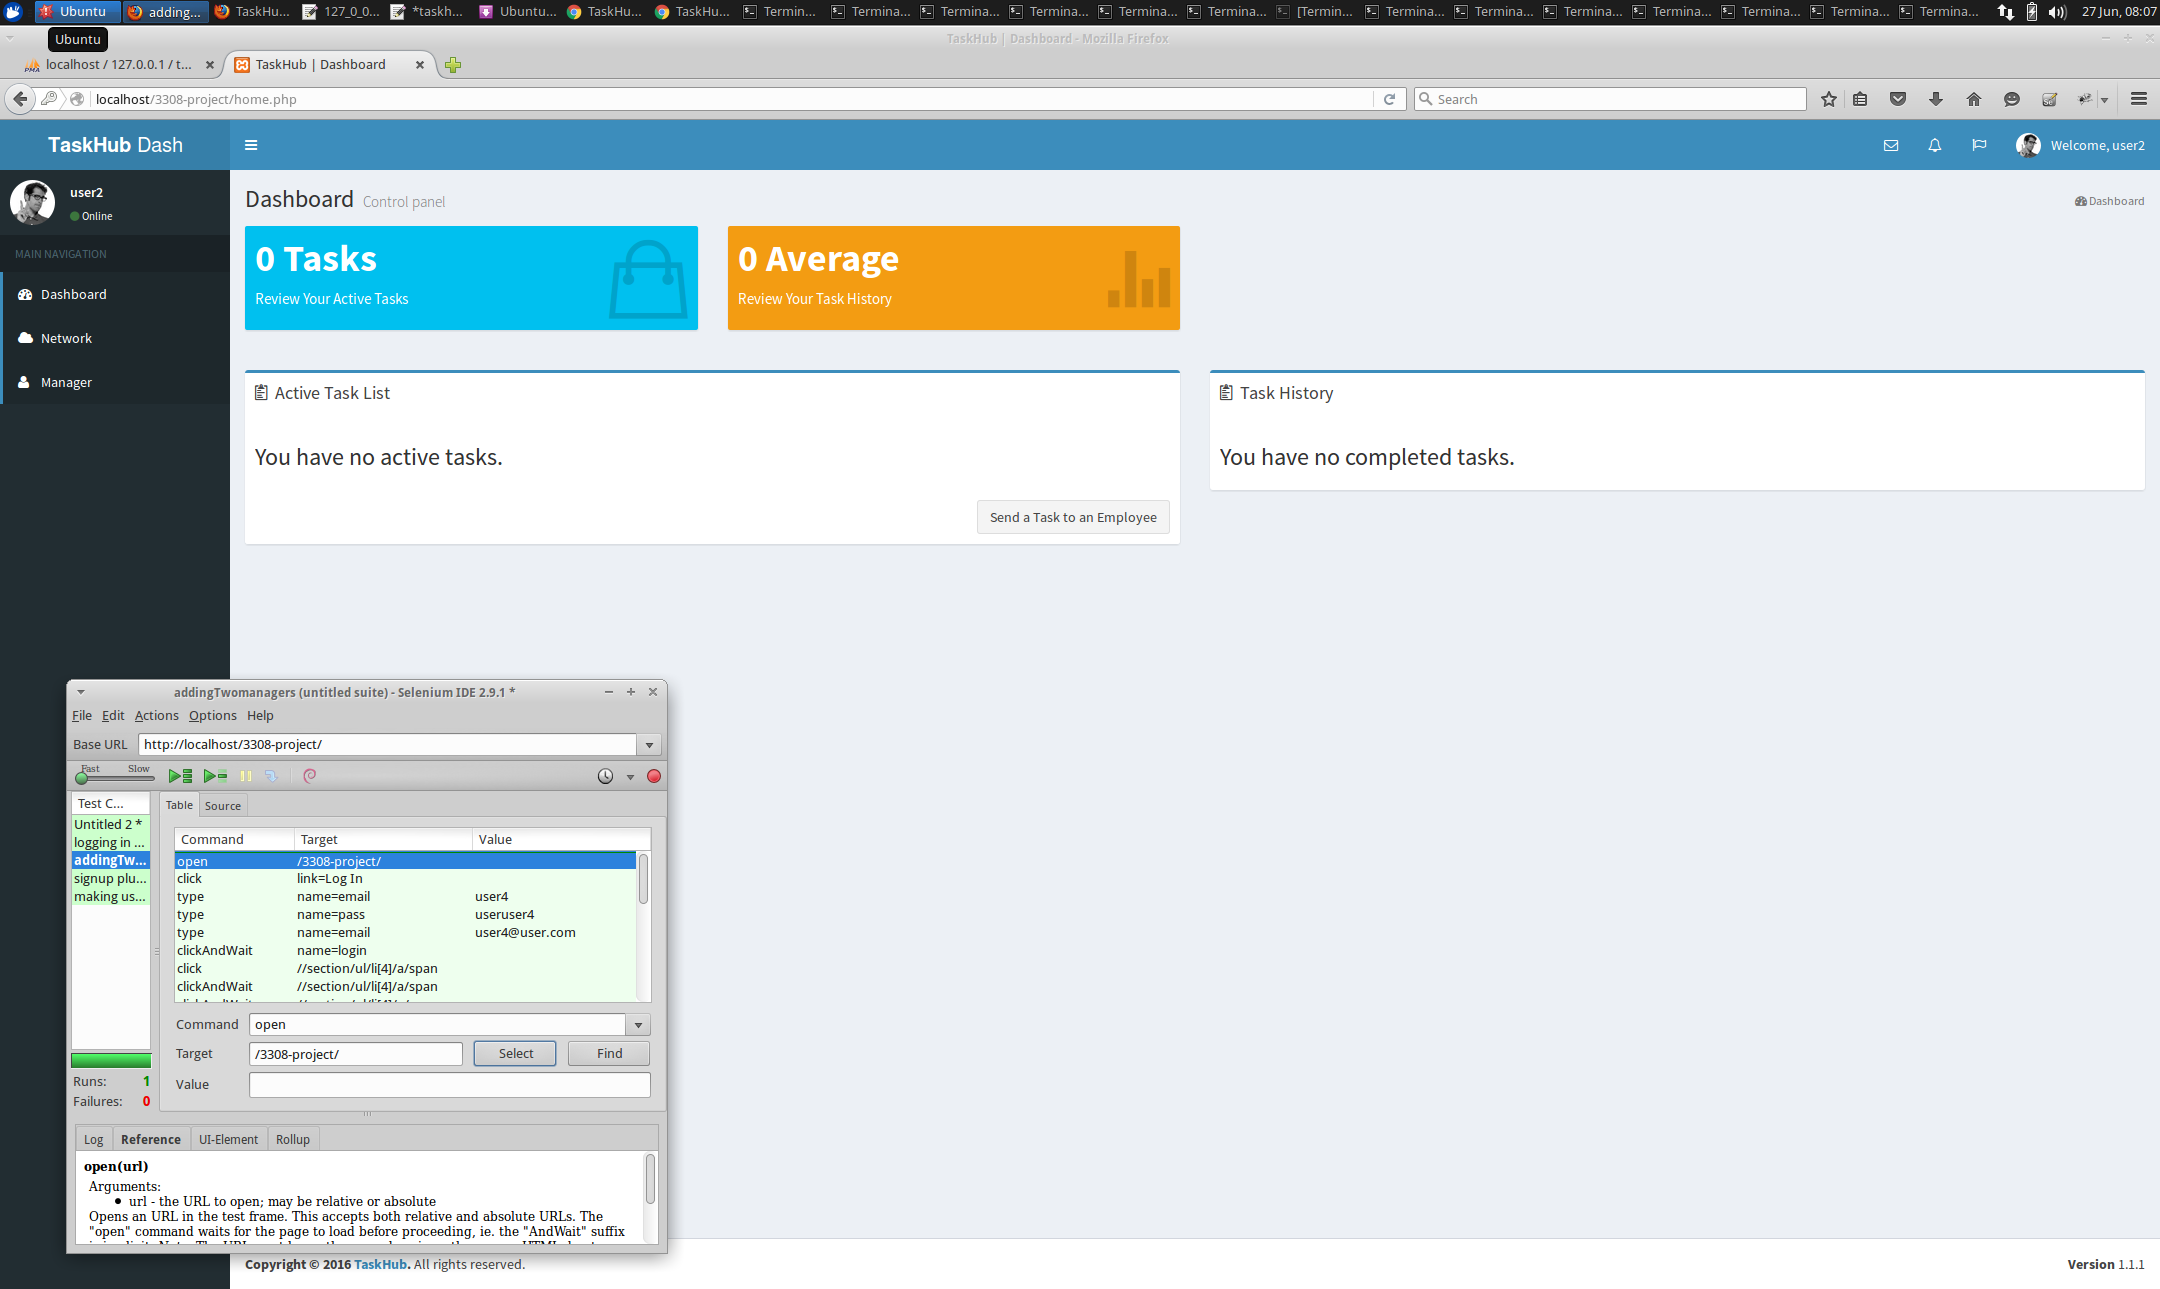 Ubuntu
adding...
TaskHu...
127_0_0...
*taskh...
Ubuntu...
TaskHu...
TaskHu...
Termin...
Termina...
Termina...
Termina...
Termina...
Termina...
[Termin...
Termina...
Termina...
Termina...
Termina...
Termina...
Termina...
Termina...
27 Jun, 08:07
Ubuntu
TaskHub | Dashboard - Mozilla Firefox
localhost / 127.0.0.1 / t...
TaskHub | Dashboard
localhost/3308-project/home.php
Search
TaskHub Dash
Welcome, user2
user2
Online
Dashboard Control panel
Dashboard
MAIN NAVIGATION
Dashboard
Network
Manager
0 Tasks
Review Your Active Tasks
0 Average
Review Your Task History
Active Task List
You have no active tasks.
Send a Task to an Employee
Task History
You have no completed tasks.
addingTwomanagers (untitled suite) - Selenium IDE 2.9.1 *
File Edit Actions Options Help
Base URL http://localhost/3308-project/
Fast Slow
Test C...
Untitled 2 *
logging in ...
addingTw...
signup plu...
making us...
Runs: 1
Failures: 0
Table Source
Command Target Value
open /3308-project/
click link=Log In
type name=email user4
type name=pass useruser4
type name=email user4@user.com
clickAndWait name=login
click //section/ul/li[4]/a/span
clickAndWait //section/ul/li[4]/a/span
Command open
Target /3308-project/ Select Find
Value
Log Reference UI-Element Rollup
open(url)
Arguments:
• url - the URL to open; may be relative or absolute
Opens an URL in the test frame. This accepts both relative and absolute URLs. The
"open" command waits for the page to load before proceeding, ie. the "AndWait" suffix
Copyright © 2016 TaskHub. All rights reserved.
Version 1.1.1